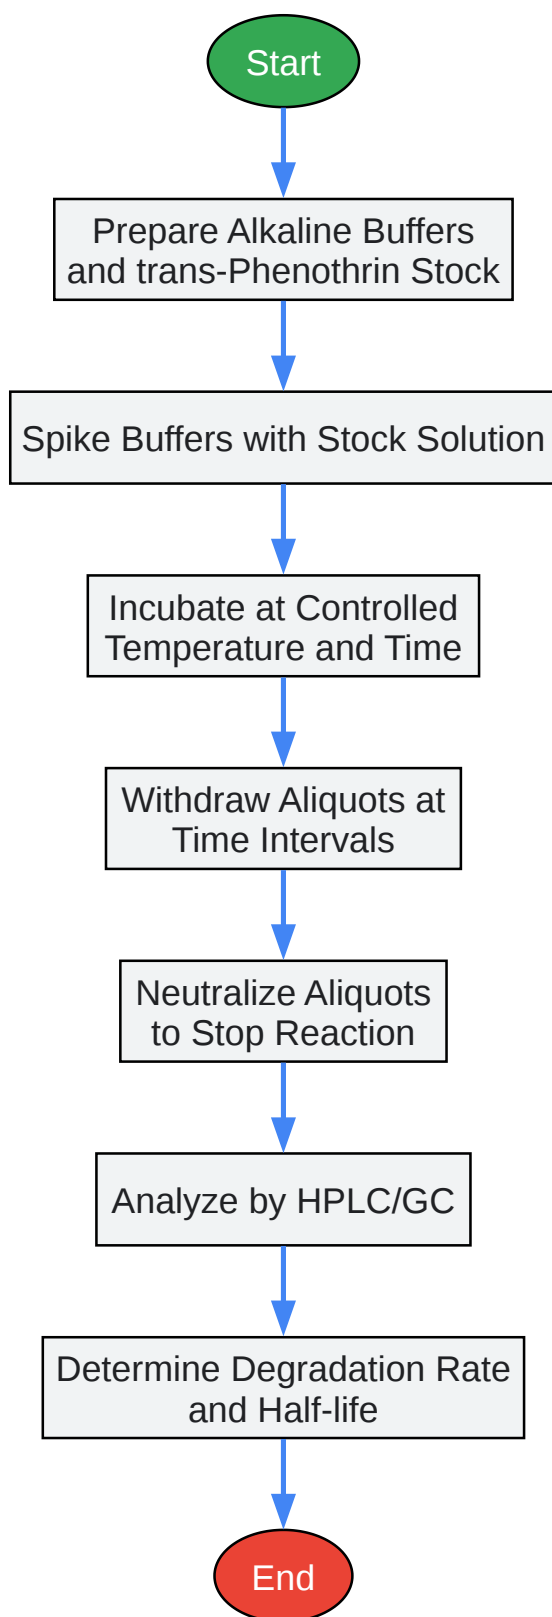 Start
Prepare Alkaline Buffers
and trans-Phenothrin Stock
Spike Buffers with Stock Solution
Incubate at Controlled
Temperature and Time
Withdraw Aliquots at
Time Intervals
Neutralize Aliquots
to Stop Reaction
Analyze by HPLC/GC
Determine Degradation Rate
and Half-life
End